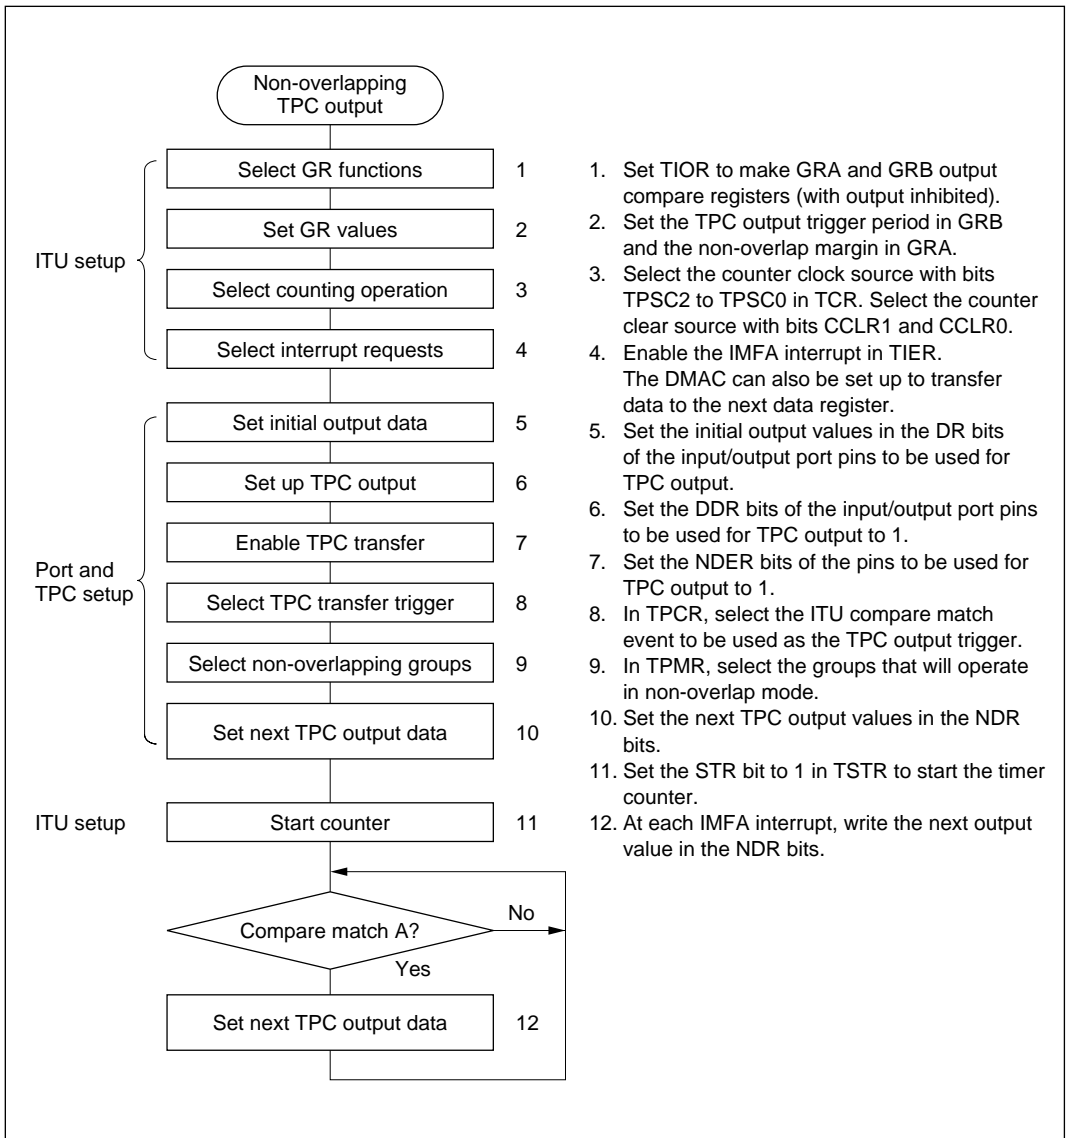 Non-overlapping
TPC output
ITU setup
Select GR functions 1
Set GR values 2
Select counting operation 3
Select interrupt requests 4
Port and
TPC setup
Set initial output data 5
Set up TPC output 6
Enable TPC transfer 7
Select TPC transfer trigger 8
Select non-overlapping groups 9
Set next TPC output data 10
ITU setup
Start counter 11
Compare match A?
No
Yes
Set next TPC output data 12
1. Set TIOR to make GRA and GRB output
compare registers (with output inhibited).
2. Set the TPC output trigger period in GRB
and the non-overlap margin in GRA.
3. Select the counter clock source with bits
TPSC2 to TPSC0 in TCR. Select the counter
clear source with bits CCLR1 and CCLR0.
4. Enable the IMFA interrupt in TIER.
The DMAC can also be set up to transfer
data to the next data register.
5. Set the initial output values in the DR bits
of the input/output port pins to be used for
TPC output.
6. Set the DDR bits of the input/output port pins
to be used for TPC output to 1.
7. Set the NDER bits of the pins to be used for
TPC output to 1.
8. In TPCR, select the ITU compare match
event to be used as the TPC output trigger.
9. In TPMR, select the groups that will operate
in non-overlap mode.
10. Set the next TPC output values in the NDR
bits.
11. Set the STR bit to 1 in TSTR to start the timer
counter.
12. At each IMFA interrupt, write the next output
value in the NDR bits.